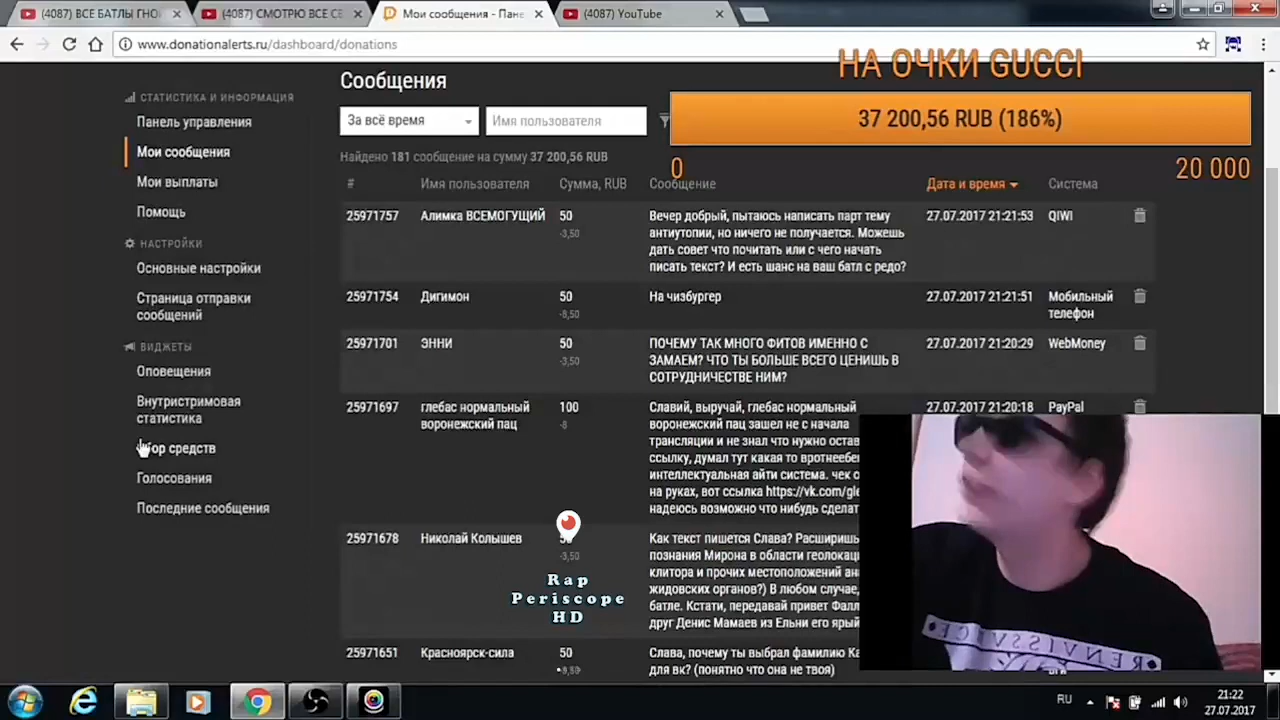 (4087) ВСЕ БАТЛЫ ГНО
(4087) СМОТРЮ ВСЕ СЕ
Мои сообщения - Пане
(4087) YouTube
www.donationalerts.ru/dashboard/donations
НА ОЧКИ GUCCI
37 200,56 RUB (186%)
0
20 000
СТАТИСТИКА И ИНФОРМАЦИЯ
Панель управления
Мои сообщения
Мои выплаты
Помощь
НАСТРОЙКИ
Основные настройки
Страница отправки
сообщений
ВИДЖЕТЫ
Оповещения
Внутристримовая
статистика
ор средств
Голосования
Последние сообщения
Сообщения
За всё время
Имя пользователя
Найдено 181 сообщение на сумму 37 200,56 RUB
# Имя пользователя Сумма, RUB Сообщение Дата и время Система
25971757 Алимка ВСЕМОГУЩИЙ 50 Вечер добрый, пытаюсь написать парт тему 27.07.2017 21:21:53 QIWI
-3,50 антиутопии, но ничего не получается. Можешь
дать совет что почитать или с чего начать
писать текст? И есть шанс на ваш батл с редо?
25971754 Дигимон 50 На чизбургер 27.07.2017 21:21:51 Мобильный
-8,50 телефон
25971701 ЭННИ 50 ПОЧЕМУ ТАК МНОГО ФИТОВ ИМЕННО С 27.07.2017 21:20:29 WebMoney
-3,50 ЗАМАЕМ? ЧТО ТЫ БОЛЬШЕ ВСЕГО ЦЕНИШЬ В
СОТРУДНИЧЕСТВЕ НИМ?
25971697 глебас нормальный 100 Славий, выручай, глебас нормальный 27.07.2017 21:20:18 PayPal
воронежский пац -8 воронежский пац зашел не с начала
трансляции и не знал что нужно остав
ссылку, думал тут какая то вротнеебе
интеллектуальная айти система. чек о
на руках, вот ссылка https://vk.com/gle
надеюсь возможно что нибудь сделат
25971678 Николай Колышев Как текст пишется Слава? Расширишь
-3,50 познания Мирона в области геолокац
клитора и прочих местоположений ан
жидовских органов?) В любом случае,
батле. Кстати, передавай привет Фалл
друг Денис Мамаев из Ельни его ярый
Rap
Periscope
HD
25971651 Красноярск-сила 50 Слава, почему ты выбрал фамилию Ка
-8,50 для вк? (понятно что она не твоя)
RENVISSVICE
RU
21:22
27.07.2017